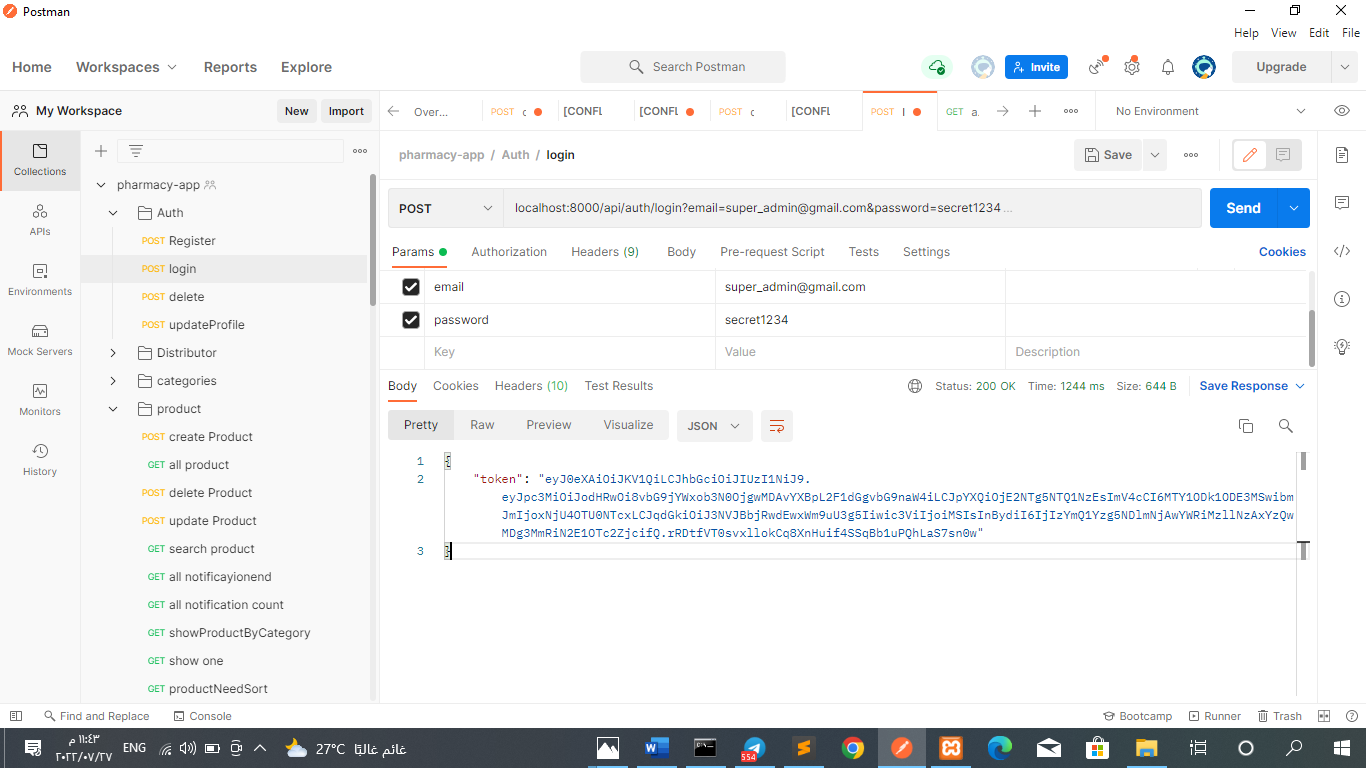 Postman
Help View Edit File
Home Workspaces Reports Explore Search Postman Invite Upgrade
My Workspace New Import Over... POST c [CONFL [CONFL POST c [CONFL POST l GET a. No Environment
Collections
APIs
Environments
Mock Servers
Monitors
History
pharmacy-app
Auth
POST Register
POST login
POST delete
POST updateProfile
Distributor
categories
product
POST create Product
GET all product
POST delete Product
POST update Product
GET search product
GET all notificayionend
GET all notification count
GET showProductByCategory
GET show one
GET productNeedSort
pharmacy-app / Auth / login Save
POST localhost:8000/api/auth/login?email=super_admin@gmail.com&password=secret1234... Send
Params Authorization Headers (9) Body Pre-request Script Tests Settings Cookies
email super_admin@gmail.com
password secret1234
Key Value Description
Body Cookies Headers (10) Test Results Status: 200 OK Time: 1244 ms Size: 644 B Save Response
Pretty Raw Preview Visualize JSON
1 {
2 "token": "eyJ0eXAiOiJKV1QiLCJhbGciOiJIUzI1NiJ9.
eyJpc3MiOiJodHRwOi8vbG9jYWxob3N0OjgwMDAvYXBpL2F1dGgvbG9naW4iLCJpYXQiOjE2NTg5NTQ1NzEsImV4cCI6MTY1ODk1ODE3MSwibm
JmIjoxNjU4OTU0NTcxLCJqdGkiOiJ3NVJBbjRwdEwxWm9uU3g5Iiwic3ViIjoiMSIsInBydiI6IjIzYmQ1Yzg5NDlmNjAwYWRiMzllNzAxYzQw
MDg3MmRiN2E1OTc2ZjcifQ.rRDtfVT0svxllokCq8XnHuif4SSqBb1uPQhLaS7sn0w"
3 }
Find and Replace Console Bootcamp Runner Trash
١١:٤٣ م
٢٠٢٢/٠٧/٢٧
ENG 27°C غائم غالبًا 554